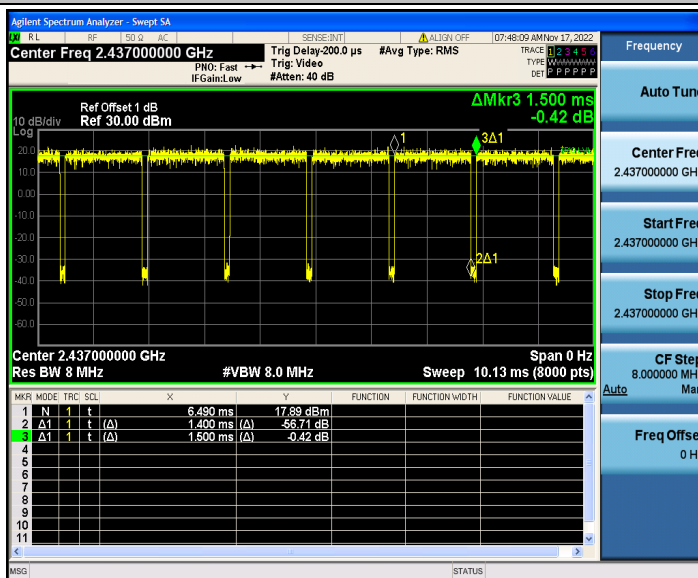 Agilent Spectrum Analyzer - Swept SA
RL RF 50 Ω AC SENSE:INT ALIGN OFF 07:48:09 AM Nov 17, 2022
Center Freq 2.437000000 GHz Trig Delay-200.0 µs #Avg Type: RMS TRACE 1 2 3 4 5 6
PNO: Fast Trig: Video TYPE WWWWWW
IFGain:Low #Atten: 40 dB DET P P P P P P
ΔMkr3 1.500 ms
-0.42 dB
Ref Offset 1 dB
10 dB/div Ref 30.00 dBm
Log
1
3Δ1
20.0
10.0
0.00
-10.0
-20.0
-30.0
2Δ1
-40.0
-50.0
-60.0
Center 2.437000000 GHz Span 0 Hz
Res BW 8 MHz #VBW 8.0 MHz Sweep 10.13 ms (8000 pts)
MKR MODE TRC SCL X Y FUNCTION FUNCTION WIDTH FUNCTION VALUE
1 N 1 t 6.490 ms 17.89 dBm
2 Δ1 1 t (Δ) 1.400 ms (Δ) -56.71 dB
3 Δ1 1 t (Δ) 1.500 ms (Δ) -0.42 dB
4
5
6
7
8
9
10
11
MSG STATUS
Frequency
Auto Tun
Center Fre
2.437000000 GH
Start Fre
2.437000000 GH
Stop Fre
2.437000000 GH
CF Step
8.000000 MH
Auto Ma
Freq Offse
0 H